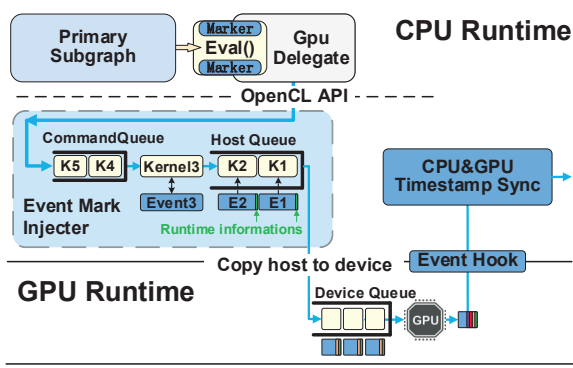 Primary
Subgraph
Marker
Eval()
Marker
Gpu
Delegate
CPU Runtime
OpenCL API
CommandQueue
Host Queue
K5
K4
Kernel3
K2
K1
Event3
E2
E1
Event Mark
Injecter
Runtime informations
CPU&GPU
Timestamp Sync
Copy host to device
Event Hook
GPU Runtime
Device Queue
GPU